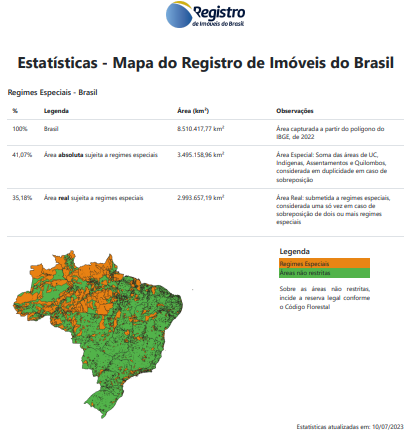 Registro
de Imóveis do Brasil
Estatísticas - Mapa do Registro de Imóveis do Brasil
Regimes Especiais - Brasil
% Legenda Área (km²) Observações
100% Brasil 8.510.417,77 km² Área capturada a partir do polígono do
IBGE, de 2022
41,07% Área absoluta sujeita a regimes especiais 3.495.158,96 km² Área Especial: Soma das áreas de UC,
Indígenas, Assentamentos e Quilombos,
considerada em duplicidade em caso de
sobreposição
35,18% Área real sujeita a regimes especiais 2.993.657,19 km² Área Real: submetida a regimes especiais,
considerada uma só vez em caso de
sobreposição de dois ou mais regimes
especiais
Legenda
Regimes Especiais
Áreas não restritas
Sobre as áreas não restritas,
incide a reserva legal conforme
o Código Florestal
Estatísticas atualizadas em: 10/07/2023